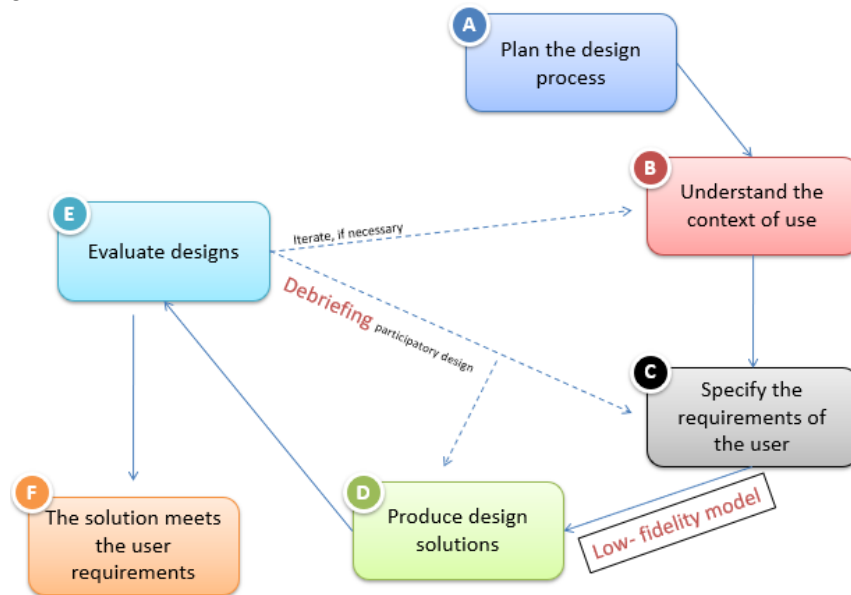 A
Plan the design
process
B
Understand the
context of use
E
Evaluate designs
Iterate, if necessary
Debriefing participatory design
C
Specify the
requirements of
the user
D
Produce design
solutions
Low- fidelity model
F
The solution meets
the user
requirements